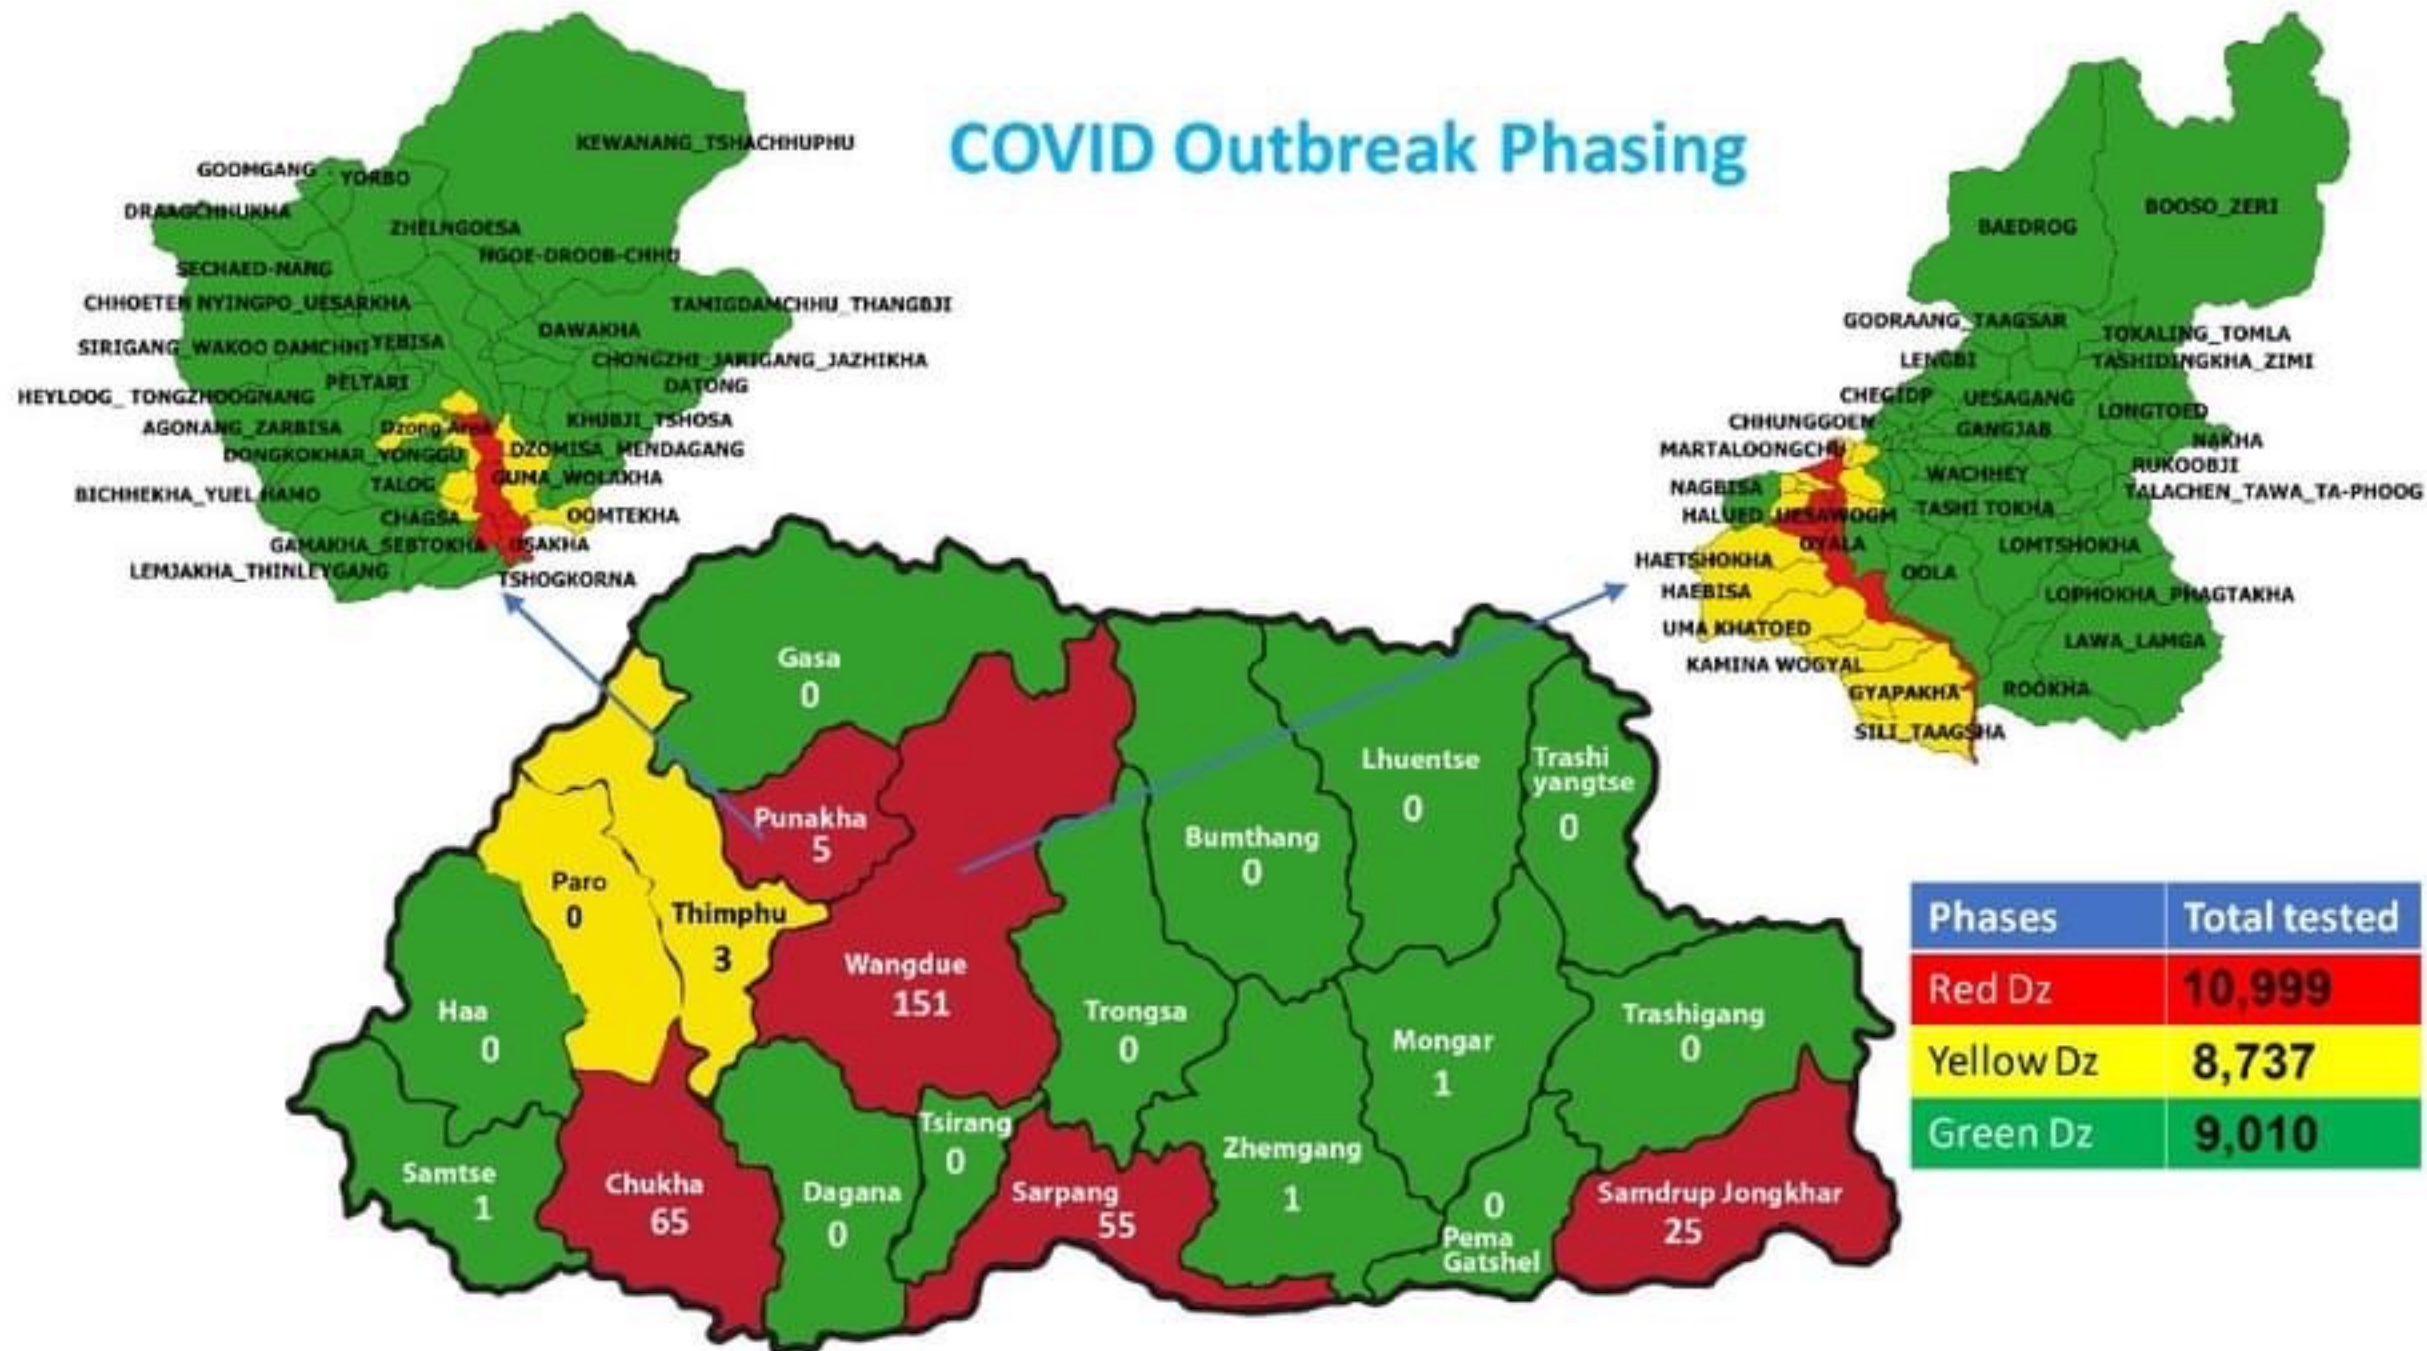 COVID Outbreak Phasing
KEWANANG_TSHACHHUPHU
GOOMGANG
YORBO
DRAAGCHHUKHA
ZHELNGOESA
NGOE-DROOB-CHHU
SECHAED-NANG
CHHOETEN NYINGPO_UESARKHA
TAMIGDAMCHHU_THANGBJI
DAWAKHA
SIRIGANG_WAKOO DAMCHHI
YEBISA
CHONGZHI_JARIGANG_JAZHIKHA
PELTARI
DATONG
HEYLOOG_ TONGZHOOGNANG
KHUBJI_TSHOSA
AGONANG_ZARBISA
Dzong Area
DZOMISA_MENDAGANG
DONGKOKHAR_YONGGU
GUMA_WOLAKHA
TALOG
BICHHEKHA_YUEL HAMO
CHAGSA
OOMTEKHA
GAMAKHA_SEBTOKHA
USAKHA
LEMJAKHA_THINLEYGANG
TSHOGKORNA
BOOSO_ZERI
BAEDROG
GODRAANG_TAAGSAR
TOKALING_TOMLA
LENGBI
TASHIDINGKHA_ZIMI
CHEGIDP
UESAGANG
LONGTOED
CHHUNGGOEN
GANGJAB
NAKHA
MARTALOONGCHU
RUKOOBJI
WACHHEY
NAGBISA
TALACHEN_TAWA_TA-PHOOG
HALUED_UESAWOGM
TASHI TOKHA
GYALA
LOMTSHOKHA
HAETSHOKHA
OOLA
HAEBISA
LOPHOKHA_PHAGTAKHA
UMA KHATOED
LAWA_LAMGA
KAMINA WOGYAL
GYAPAKHA
ROOKHA
SILI_TAAGSHA
Gasa
0
Punakha
5
Lhuentse
0
Trashi
yangtse
0
Bumthang
0
Paro
0
Thimphu
3
Wangdue
151
Haa
0
Trongsa
0
Mongar
1
Trashigang
0
Tsirang
0
Zhemgang
1
Samtse
1
Chukha
65
Dagana
0
Sarpang
55
0
Pema
Gatshel
Samdrup Jongkhar
25
Phases Total tested
Red Dz 10,999
Yellow Dz 8,737
Green Dz 9,010